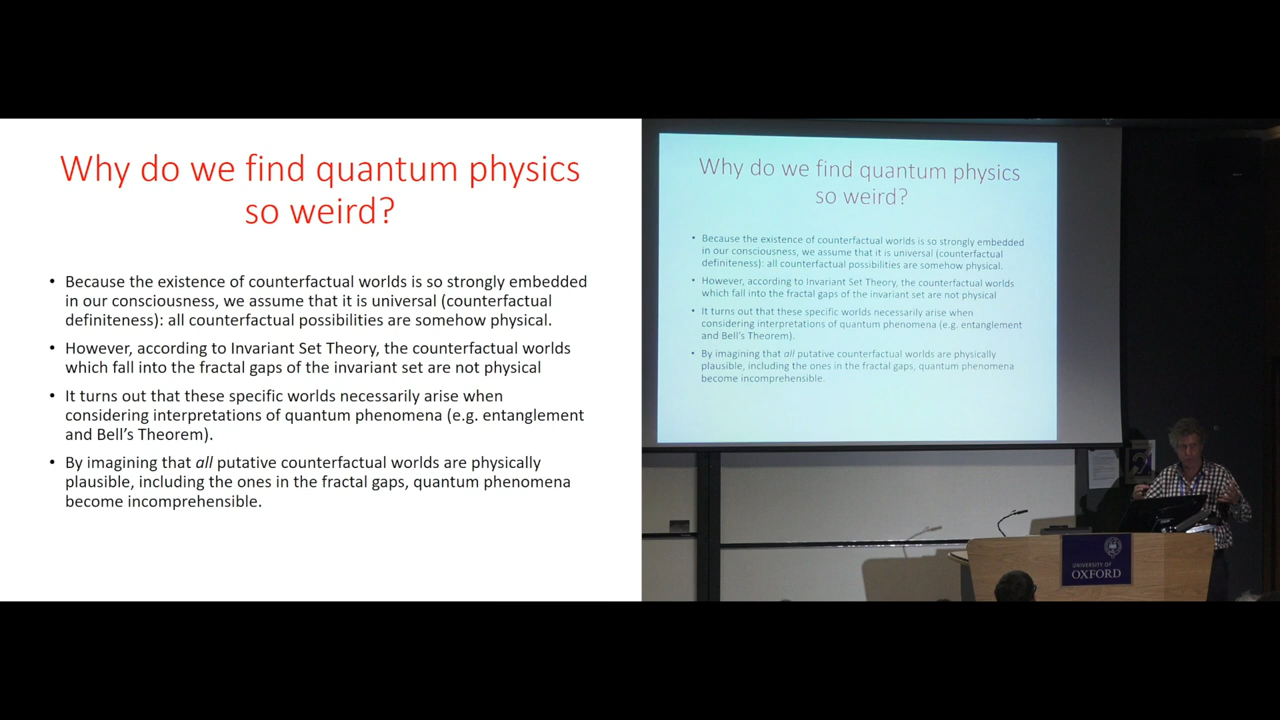 Why do we find quantum physics
so weird?
• Because the existence of counterfactual worlds is so strongly embedded
in our consciousness, we assume that it is universal (counterfactual
definiteness): all counterfactual possibilities are somehow physical.
• However, according to Invariant Set Theory, the counterfactual worlds
which fall into the fractal gaps of the invariant set are not physical
• It turns out that these specific worlds necessarily arise when
considering interpretations of quantum phenomena (e.g. entanglement
and Bell's Theorem).
• By imagining that all putative counterfactual worlds are physically
plausible, including the ones in the fractal gaps, quantum phenomena
become incomprehensible.
Why do we find quantum physics
so weird?
• Because the existence of counterfactual worlds is so strongly embedded
in our consciousness, we assume that it is universal (counterfactual
definiteness): all counterfactual possibilities are somehow physical.
• However, according to Invariant Set Theory, the counterfactual worlds
which fall into the fractal gaps of the invariant set are not physical
• It turns out that these specific worlds necessarily arise when
considering interpretations of quantum phenomena (e.g. entanglement
and Bell's Theorem).
• By imagining that all putative counterfactual worlds are physically
plausible, including the ones in the fractal gaps, quantum phenomena
become incomprehensible.
UNIVERSITY OF
OXFORD